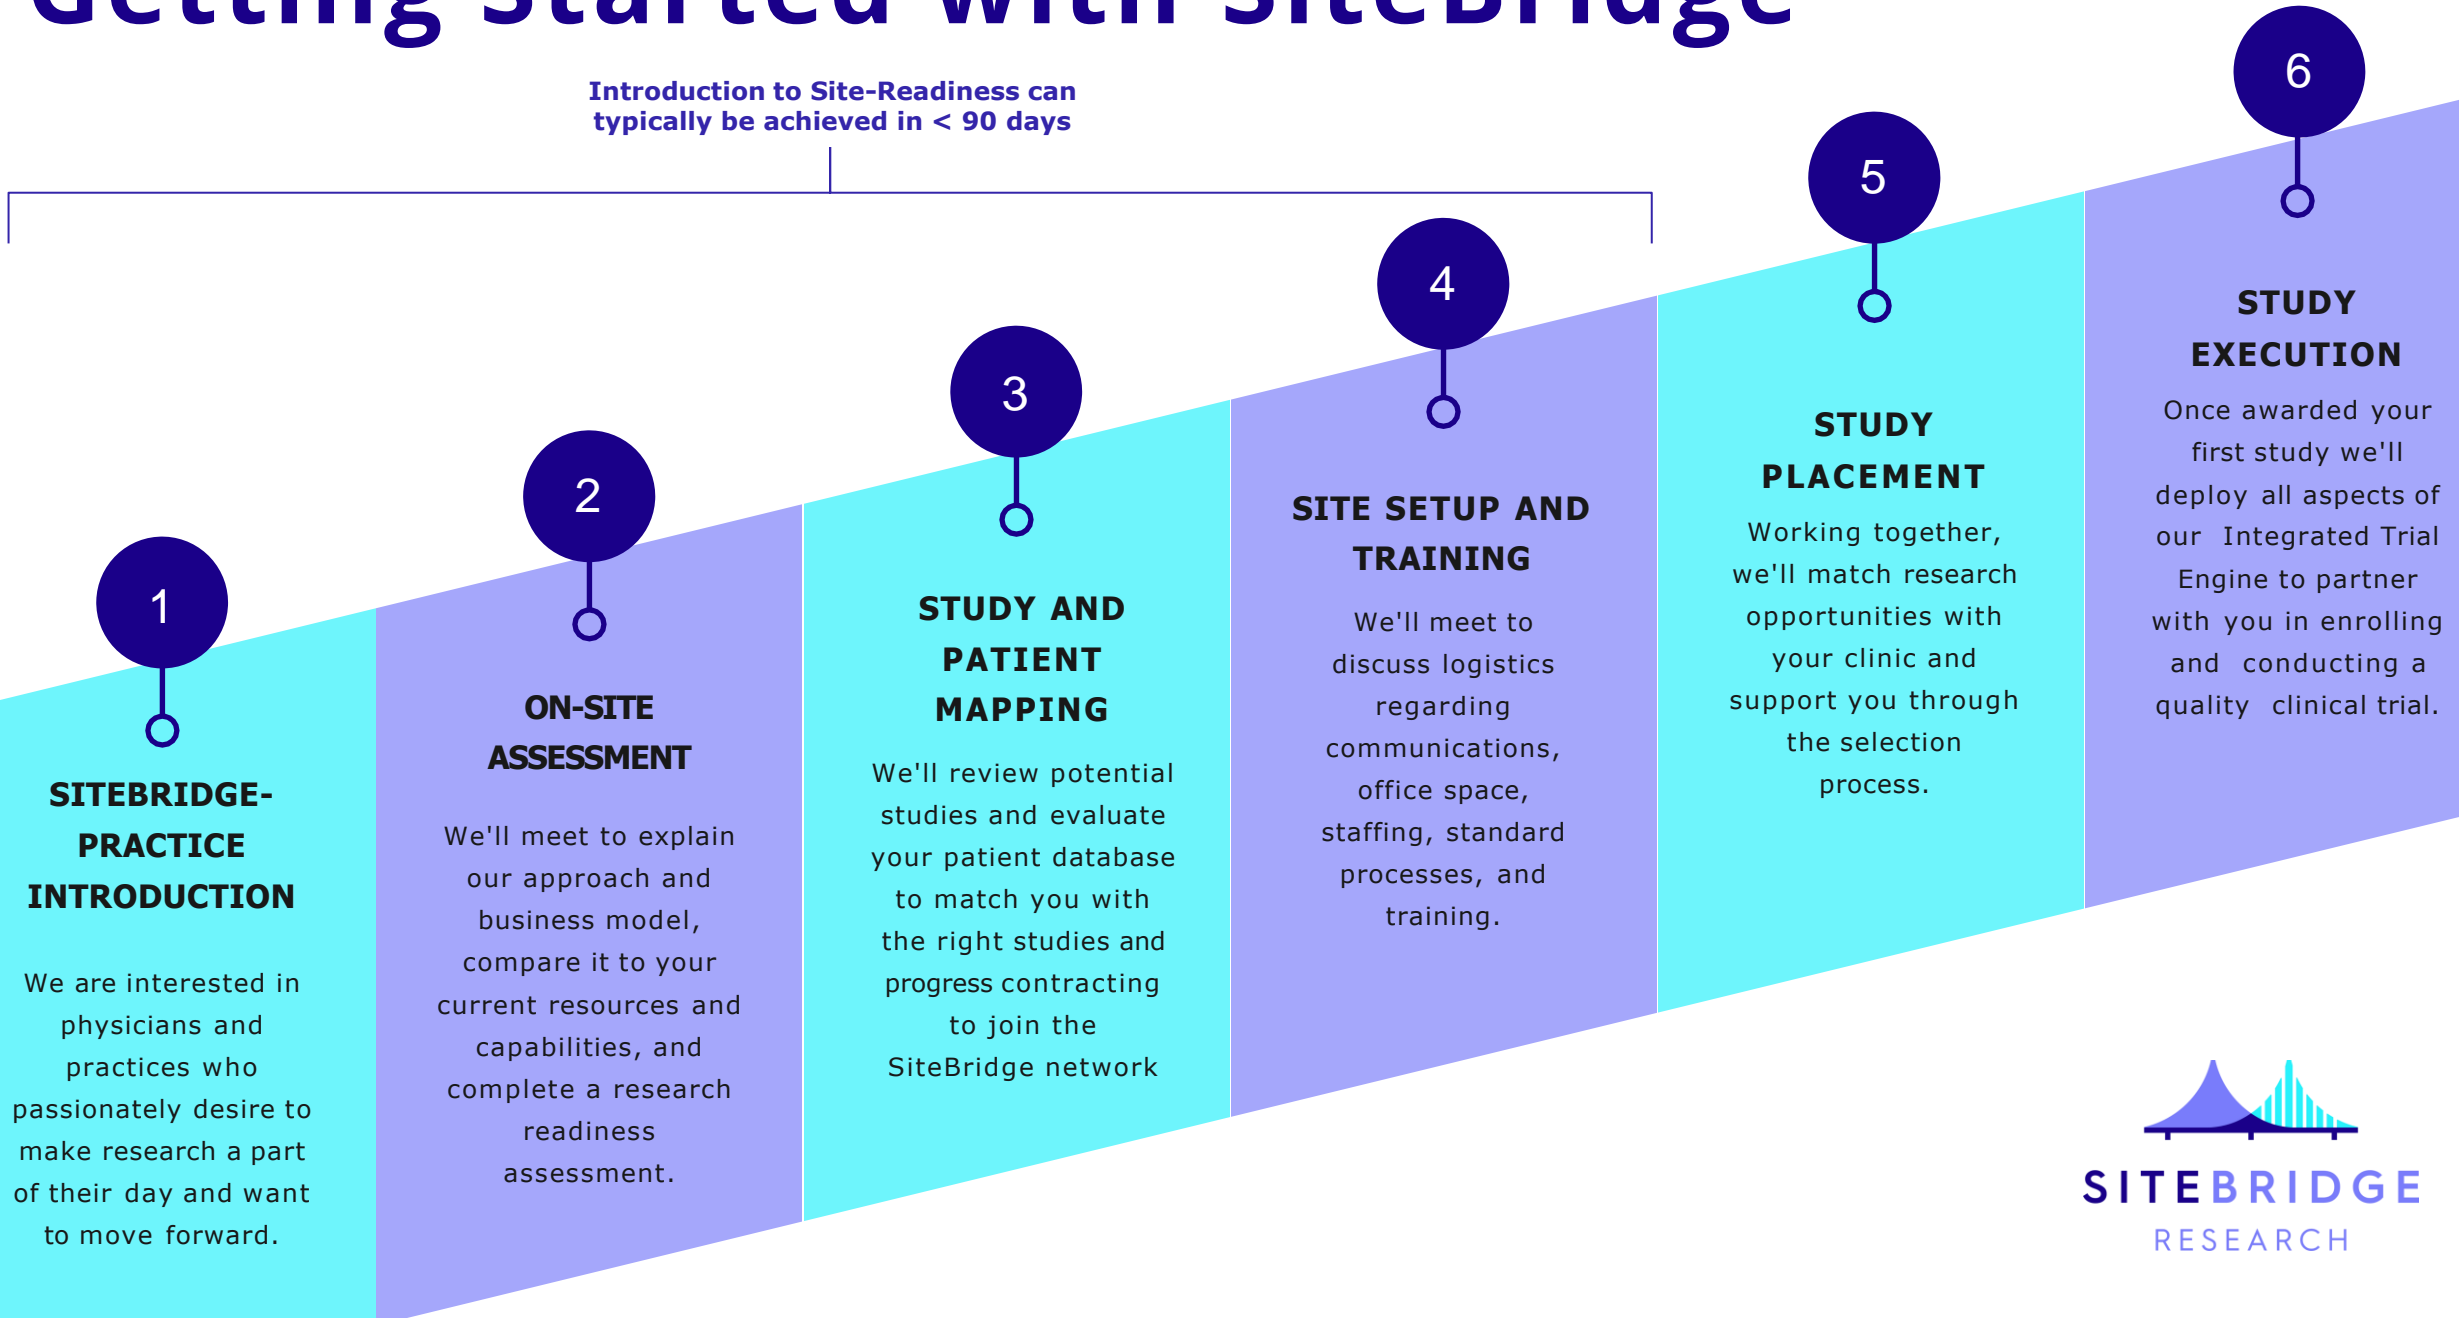 Getting Started with SiteBridge
Introduction to Site-Readiness can
typically be achieved in < 90 days
1
SITEBRIDGE-
PRACTICE
INTRODUCTION
We are interested in
physicians and
practices who
passionately desire to
make research a part
of their day and want
to move forward.
2
ON-SITE
ASSESSMENT
We'll meet to explain
our approach and
business model,
compare it to your
current resources and
capabilities, and
complete a research
readiness
assessment.
3
STUDY AND
PATIENT
MAPPING
We'll review potential
studies and evaluate
your patient database
to match you with
the right studies and
progress contracting
to join the
SiteBridge network
4
SITE SETUP AND
TRAINING
We'll meet to
discuss logistics
regarding
communications,
office space,
staffing, standard
processes, and
training.
5
STUDY
PLACEMENT
Working together,
we'll match research
opportunities with
your clinic and
support you through
the selection
process.
6
STUDY
EXECUTION
Once awarded your
first study we'll
deploy all aspects of
our Integrated Trial
Engine to partner
with you in enrolling
and conducting a
quality clinical trial.
SITEBRIDGE
RESEARCH